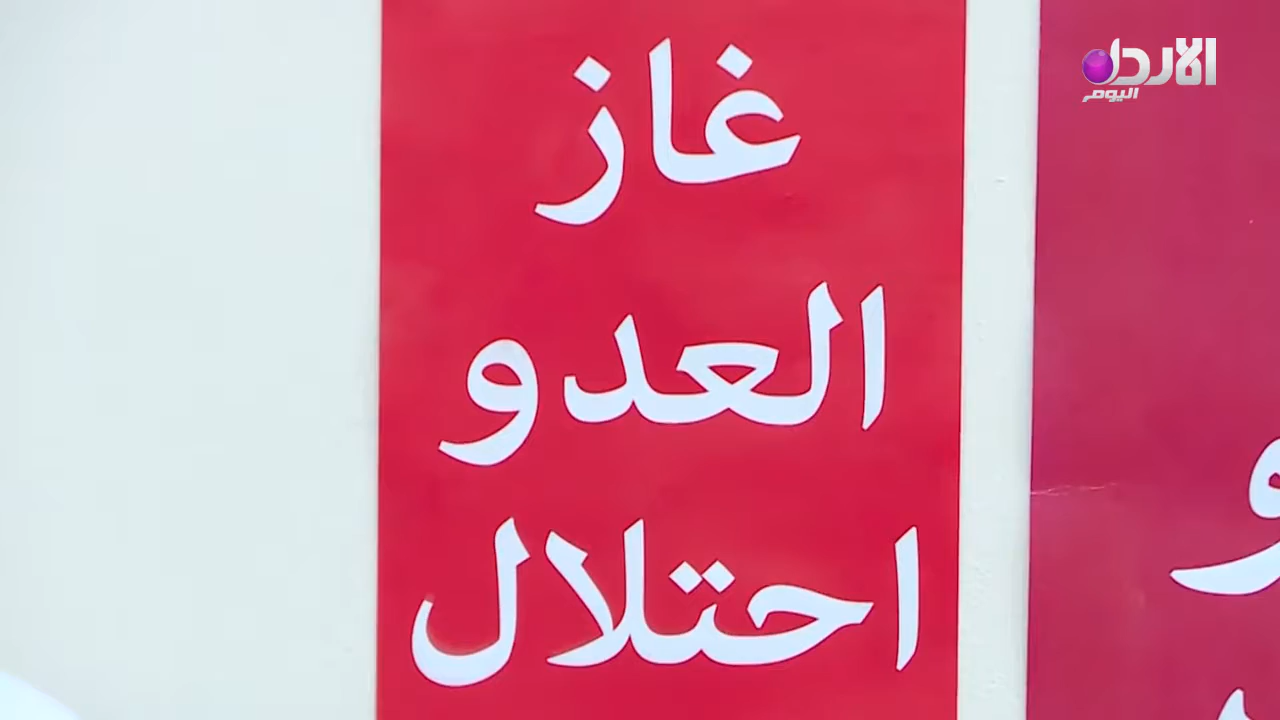 الاردن
اليوم
غاز
العدو
احتلال